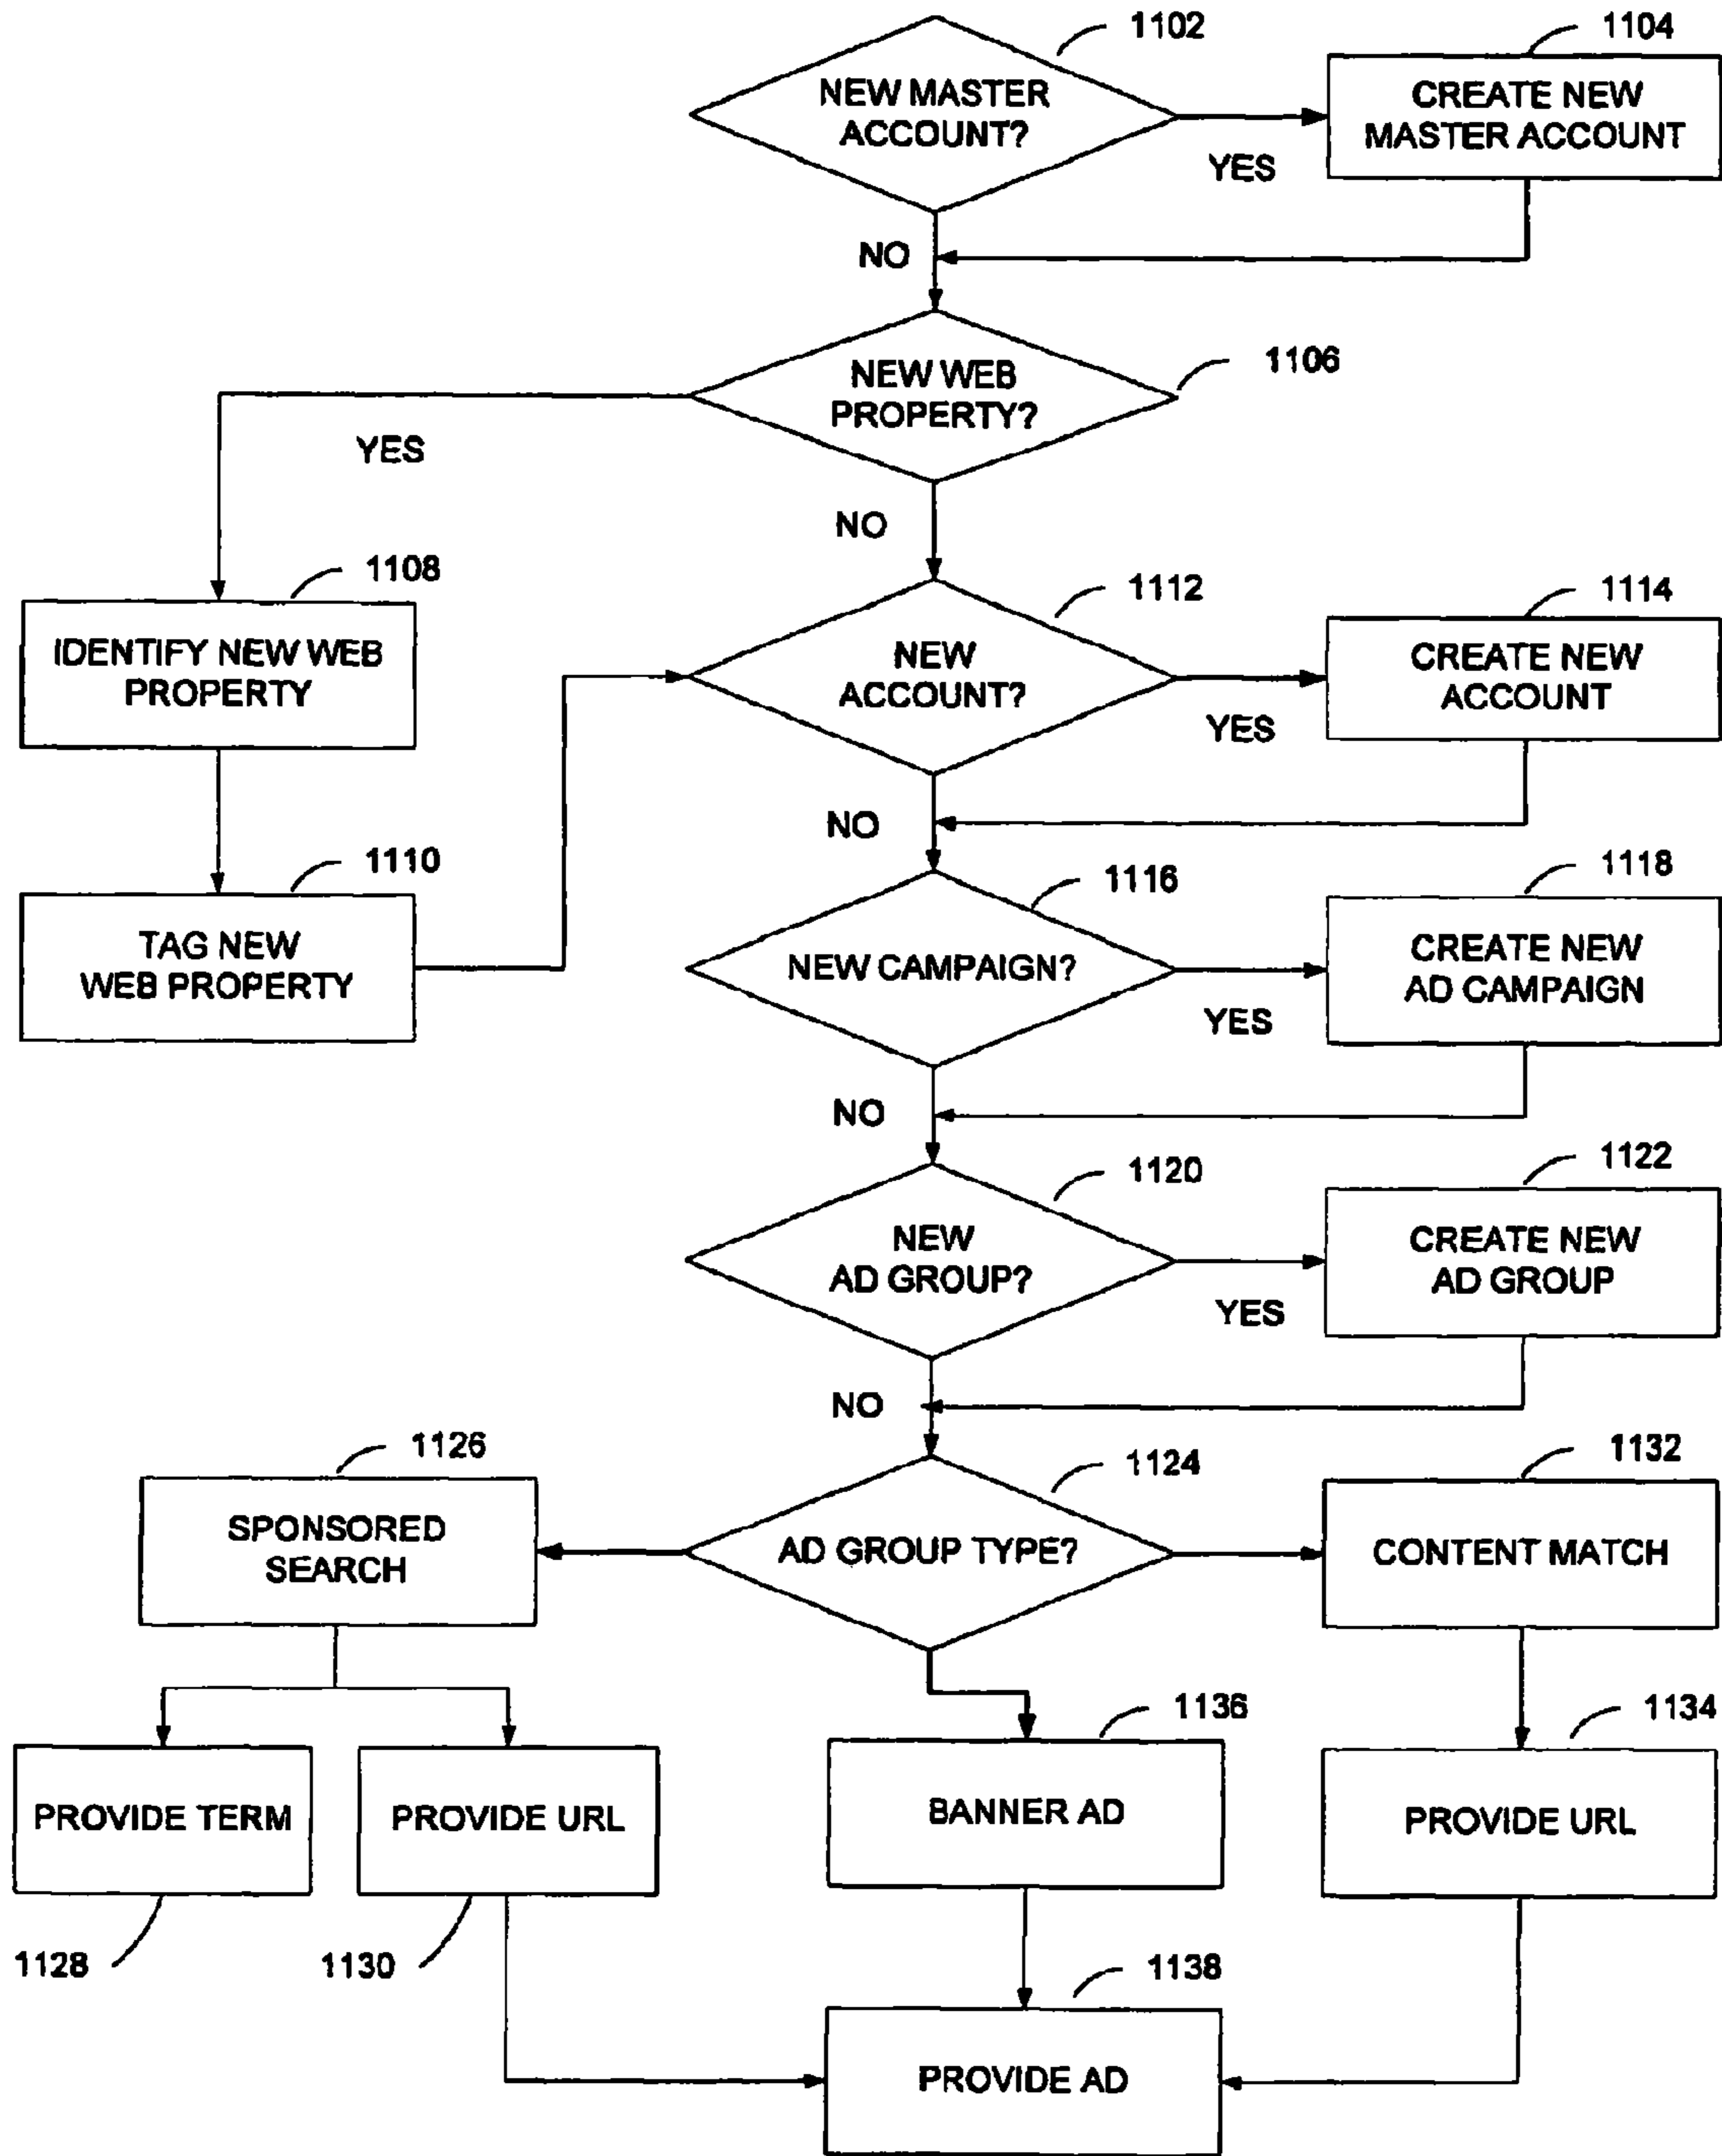 1102
NEW MASTER
ACCOUNT?
1104
CREATE NEW
MASTER ACCOUNT
YES
NO
1106
NEW WEB
PROPERTY?
YES
NO
1108
IDENTIFY NEW WEB
PROPERTY
1112
NEW
ACCOUNT?
1114
CREATE NEW
ACCOUNT
YES
NO
1110
TAG NEW
WEB PROPERTY
1116
NEW CAMPAIGN?
1118
CREATE NEW
AD CAMPAIGN
YES
NO
1120
NEW
AD GROUP?
1122
CREATE NEW
AD GROUP
YES
NO
1126
SPONSORED
SEARCH
1124
AD GROUP TYPE?
1132
CONTENT MATCH
1136
1134
PROVIDE TERM
PROVIDE URL
BANNER AD
PROVIDE URL
1128
1130
1138
PROVIDE AD